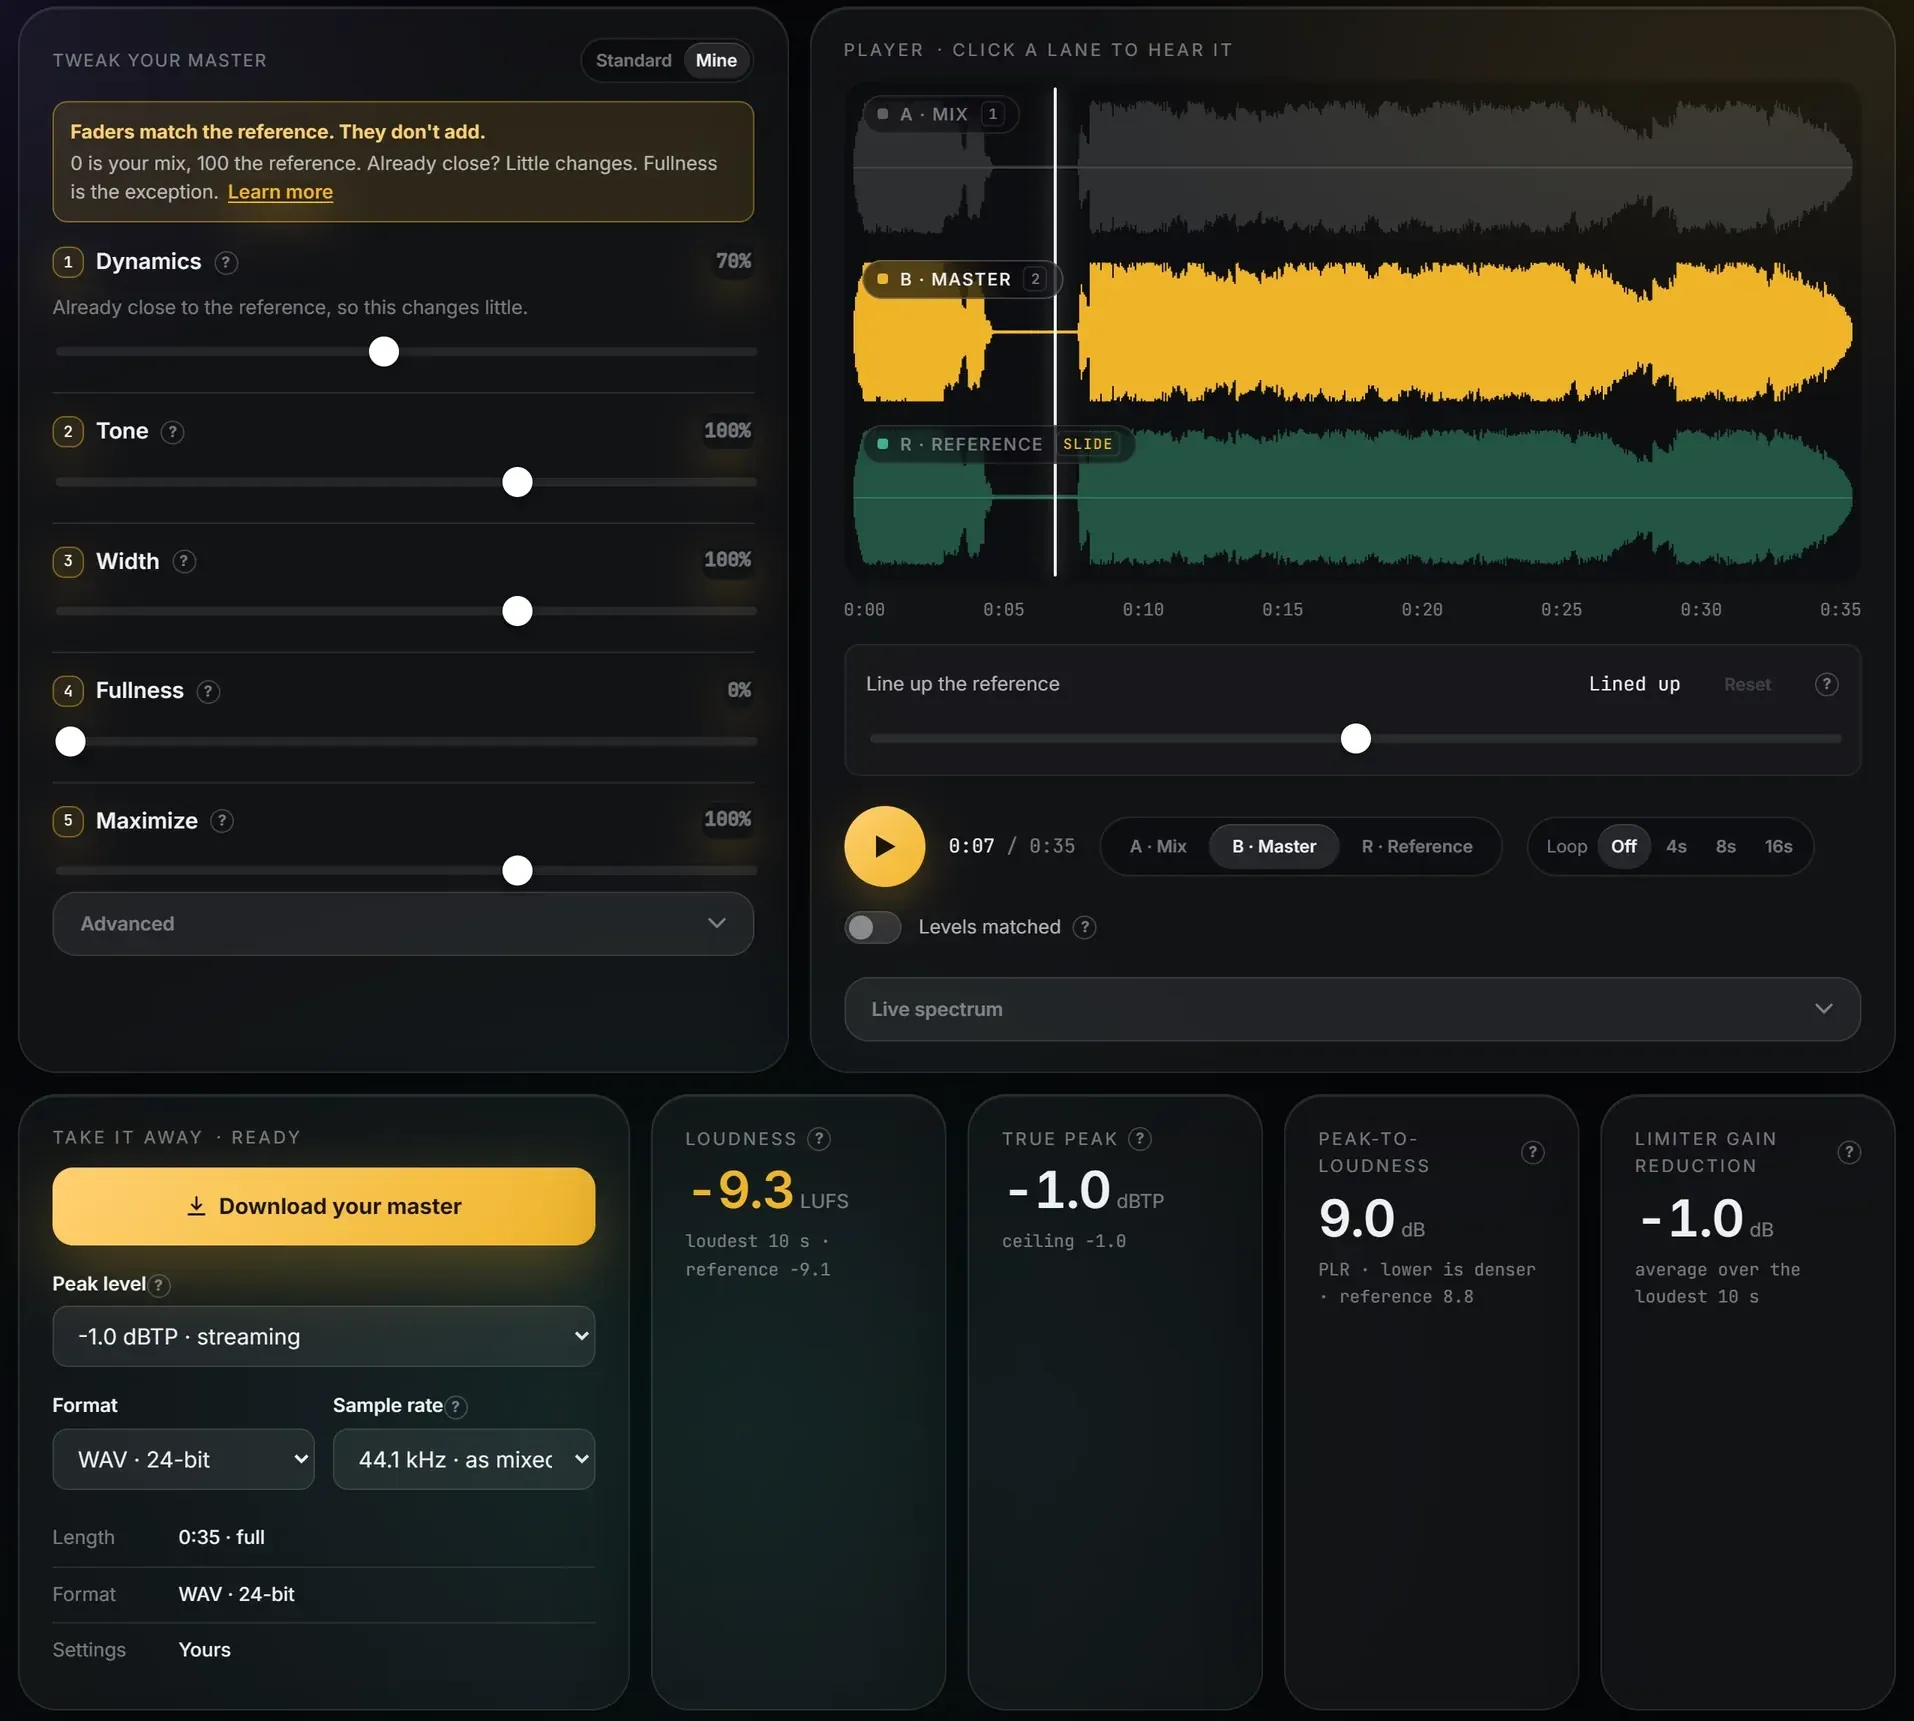 TWEAK YOUR MASTER
Standard Mine
Faders match the reference. They don't add.
0 is your mix, 100 the reference. Already close? Little changes. Fullness
is the exception. Learn more
1 Dynamics ? 70%
Already close to the reference, so this changes little.
2 Tone ? 100%
3 Width ? 100%
4 Fullness ? 0%
5 Maximize ? 100%
Advanced
PLAYER · CLICK A LANE TO HEAR IT
A · MIX 1
B · MASTER 2
R · REFERENCE SLIDE
0:00 0:05 0:10 0:15 0:20 0:25 0:30 0:35
Line up the reference Lined up Reset ?
0:07 / 0:35 A · Mix B · Master R · Reference Loop Off 4s 8s 16s
Levels matched ?
Live spectrum
TAKE IT AWAY · READY
Download your master
Peak level ?
-1.0 dBTP · streaming
Format Sample rate ?
WAV · 24-bit 44.1 kHz · as mixed
Length 0:35 · full
Format WAV · 24-bit
Settings Yours
LOUDNESS ?
-9.3 LUFS
loudest 10 s ·
reference -9.1
TRUE PEAK ?
-1.0 dBTP
ceiling -1.0
PEAK-TO-
LOUDNESS ?
9.0 dB
PLR · lower is denser
· reference 8.8
LIMITER GAIN
REDUCTION ?
-1.0 dB
average over the
loudest 10 s